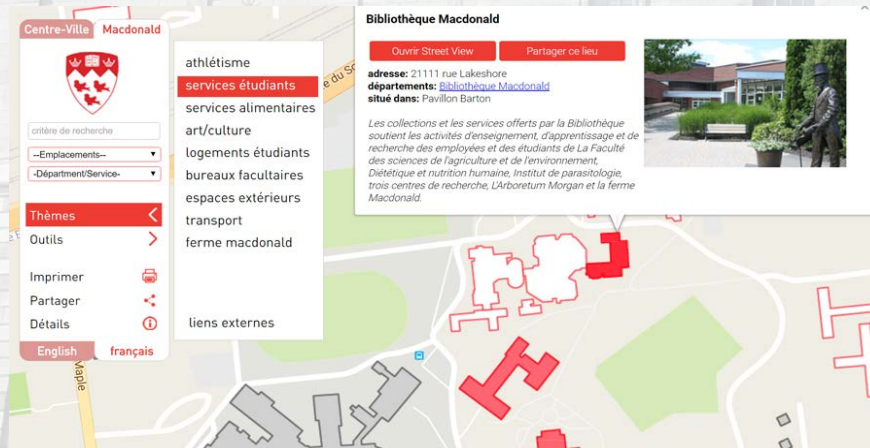 Centre-Ville Macdonald
critère de recherche
--Emplacements--
-Départment/Service-
Thèmes
Outils
Imprimer
Partager
Détails
English français
athlétisme
services étudiants
services alimentaires
art/culture
logements étudiants
bureaux facultaires
espaces extérieurs
transport
ferme macdonald
liens externes
Bibliothèque Macdonald
Ouvrir Street View Partager ce lieu
adresse: 21111 rue Lakeshore
départements: Bibliothèque Macdonald
situé dans: Pavillon Barton
Les collections et les services offerts par la Bibliothèque
soutient les activités d'enseignement, d'apprentissage et de
recherche des employées et des étudiants de La Faculté
des sciences de l'agriculture et de l'environnement,
Diététique et nutrition humaine, Institut de parasitologie,
trois centres de recherche, L'Arboretum Morgan et la ferme
Macdonald.
Maple